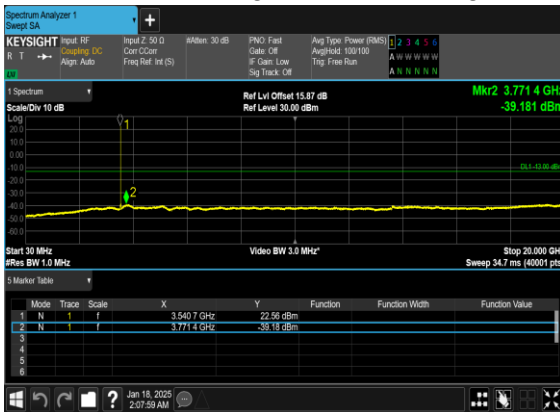 Spectrum Analyzer 1
Swept SA
+
KEYSIGHT Input: RF Input Z: 50 Ω #Atten: 30 dB PNO: Fast Avg Type: Power (RMS) 1 2 3 4 5 6
R T Coupling: DC Corr CCorr Gate: Off Avg|Hold: 100/100 A W W W W W
Align: Auto Freq Ref: Int (S) IF Gain: Low Trig: Free Run
Sig Track: Off A N N N N N
1 Spectrum Ref Lvl Offset 15.87 dB Mkr2 3.771 4 GHz
Scale/Div 10 dB Ref Level 30.00 dBm -39.181 dBm
Log
20.0
10.0
0.00
-10.0
DL1 -13.00 dBm
-20.0
-30.0
-40.0
-50.0
-60.0
1
2
Start 30 MHz Video BW 3.0 MHz* Stop 20.000 GH
#Res BW 1.0 MHz Sweep 34.7 ms (40001 pts
5 Marker Table
Mode Trace Scale X Y Function Function Width Function Value
1 N 1 f 3.540 7 GHz 22.56 dBm
2 N 1 f 3.771 4 GHz -39.18 dBm
3
4
5
6
? Jan 18, 2025
2:07:59 AM